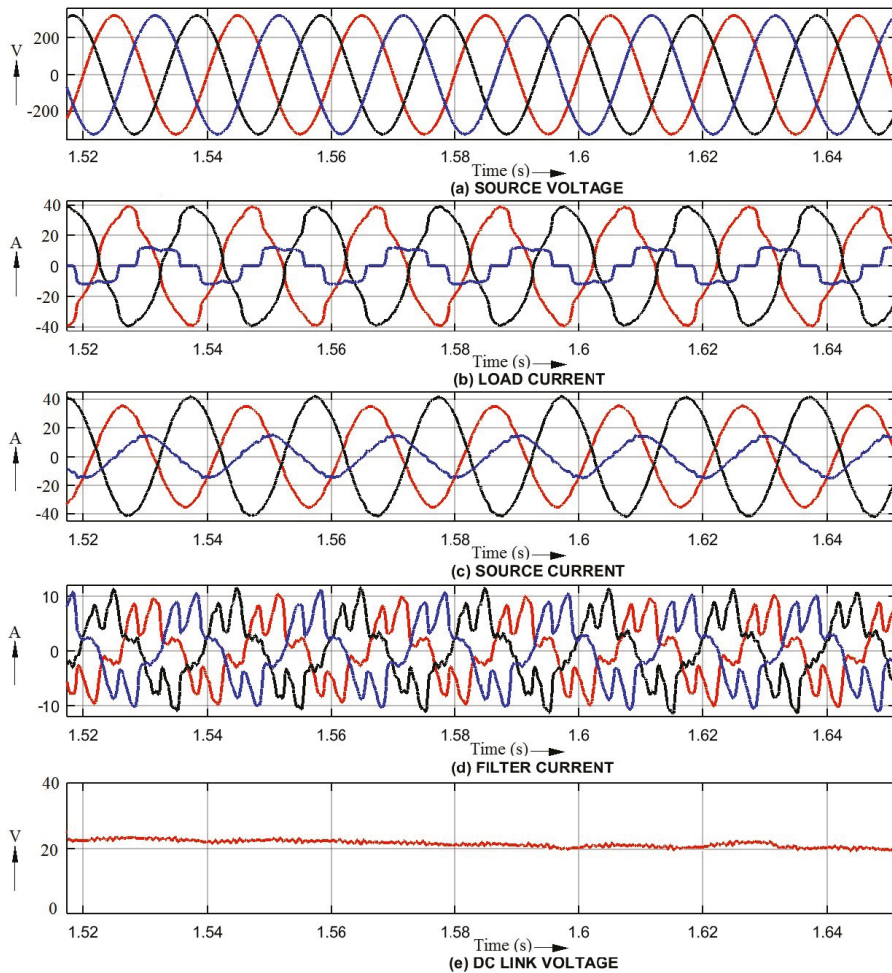 200
V
0
-200
1.52 1.54 1.56 1.58 1.6 1.62 1.64
Time (s)
(a) SOURCE VOLTAGE
40
20
A
0
-20
-40
1.52 1.54 1.56 1.58 1.6 1.62 1.64
Time (s)
(b) LOAD CURRENT
40
20
A
0
-20
-40
1.52 1.54 1.56 1.58 1.6 1.62 1.64
Time (s)
(c) SOURCE CURRENT
10
A
0
-10
1.52 1.54 1.56 1.58 1.6 1.62 1.64
Time (s)
(d) FILTER CURRENT
40
V
20
0
1.52 1.54 1.56 1.58 1.6 1.62 1.64
Time (s)
(e) DC LINK VOLTAGE